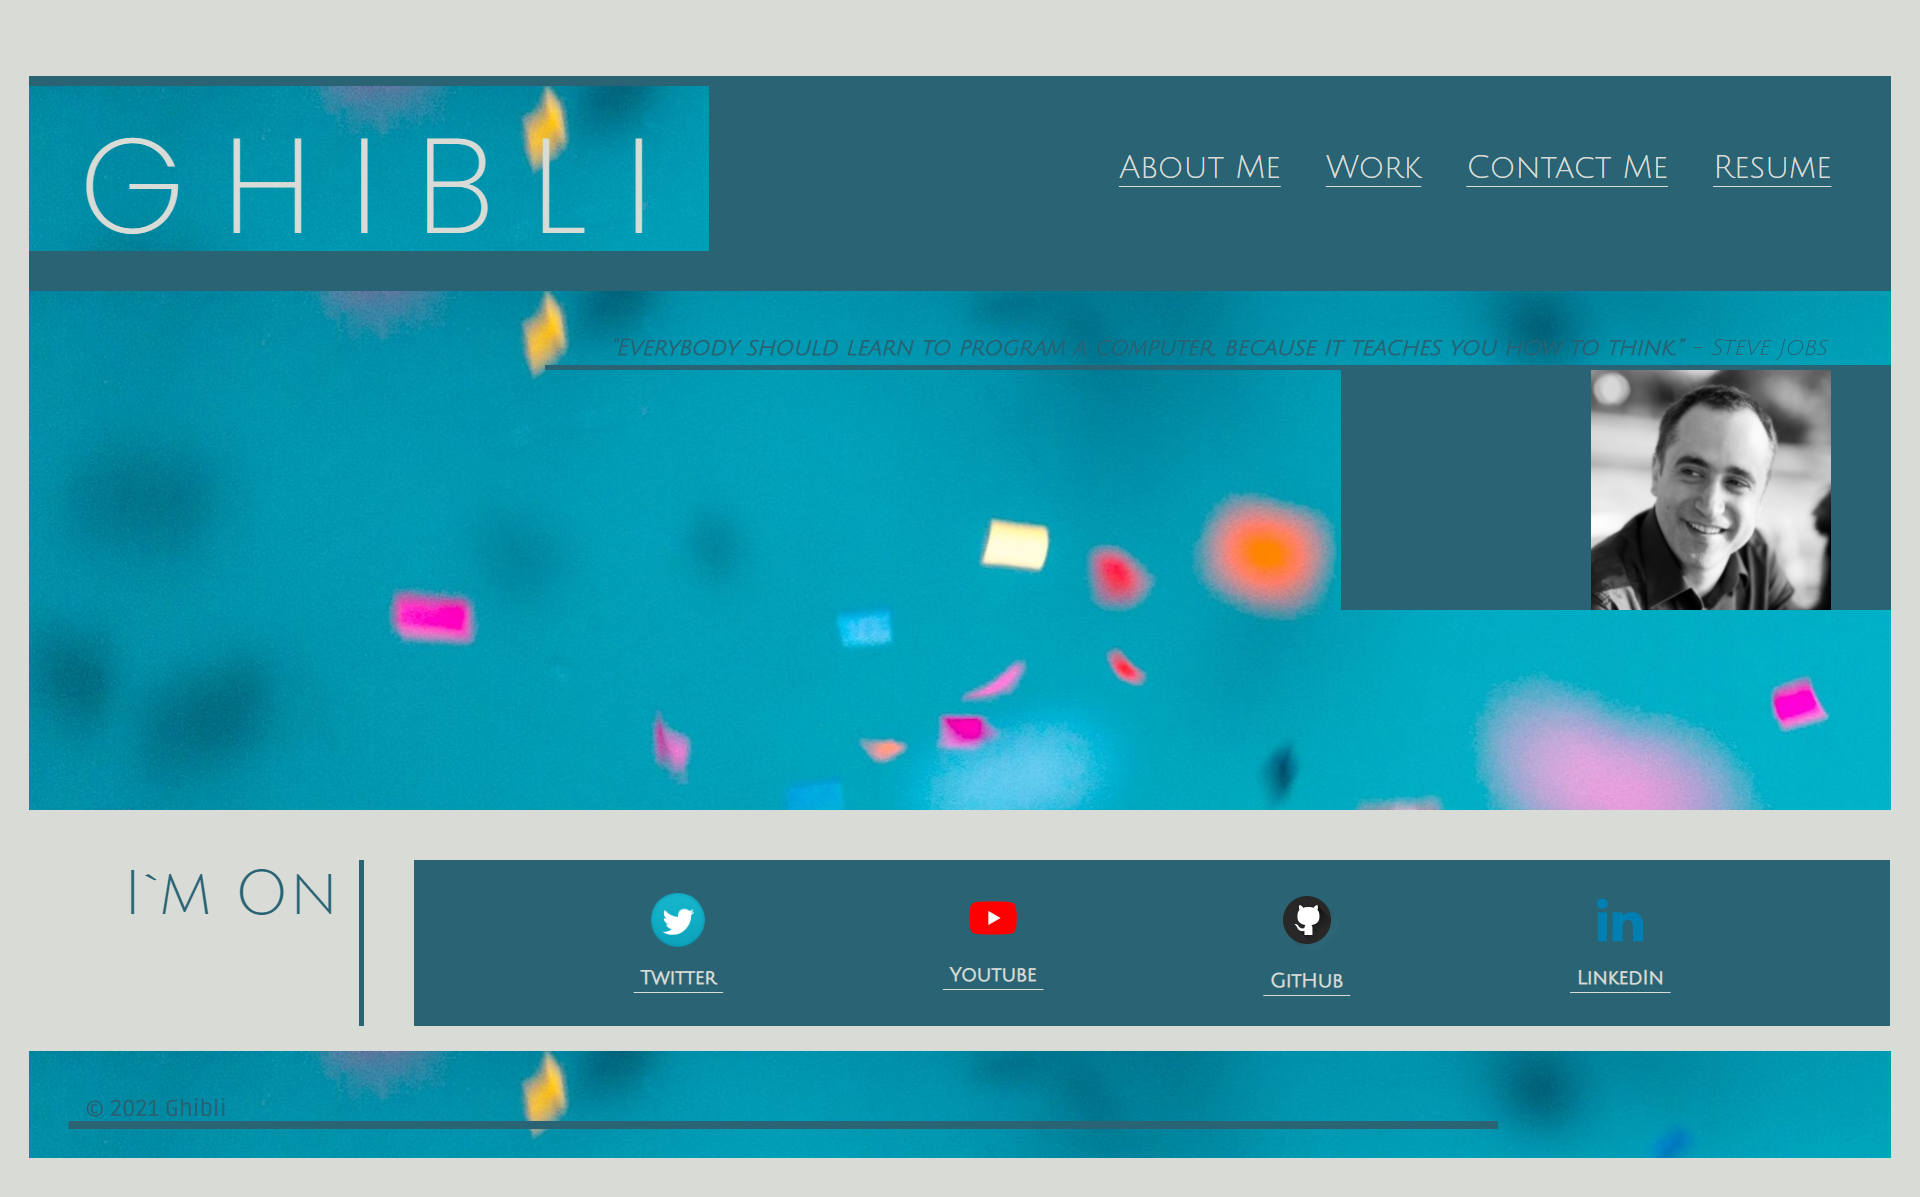 GHIBLI
About Me Work Contact Me Resume
"Everybody should learn to program a computer, because it teaches you how to think." - Steve Jobs
I`m On
Twitter Youtube GitHub LinkedIn
© 2021 Ghibli